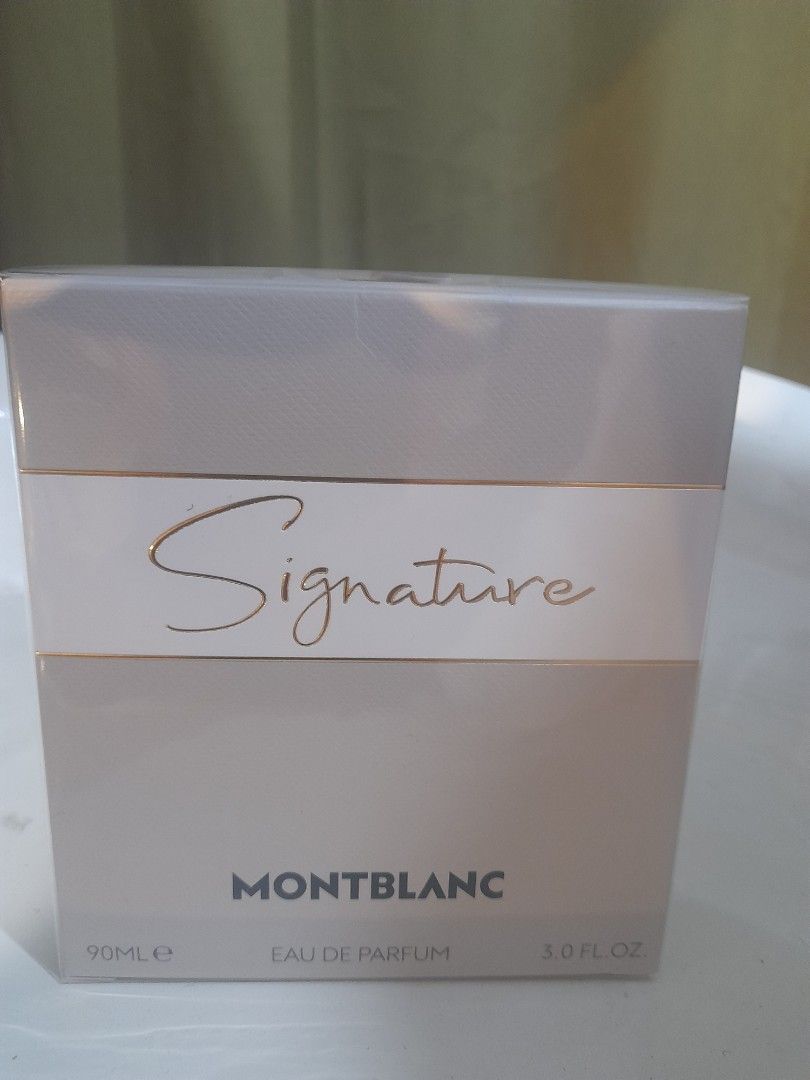 Signature
MONTBLANC
90ML ℮ EAU DE PARFUM 3.0 FL.OZ.